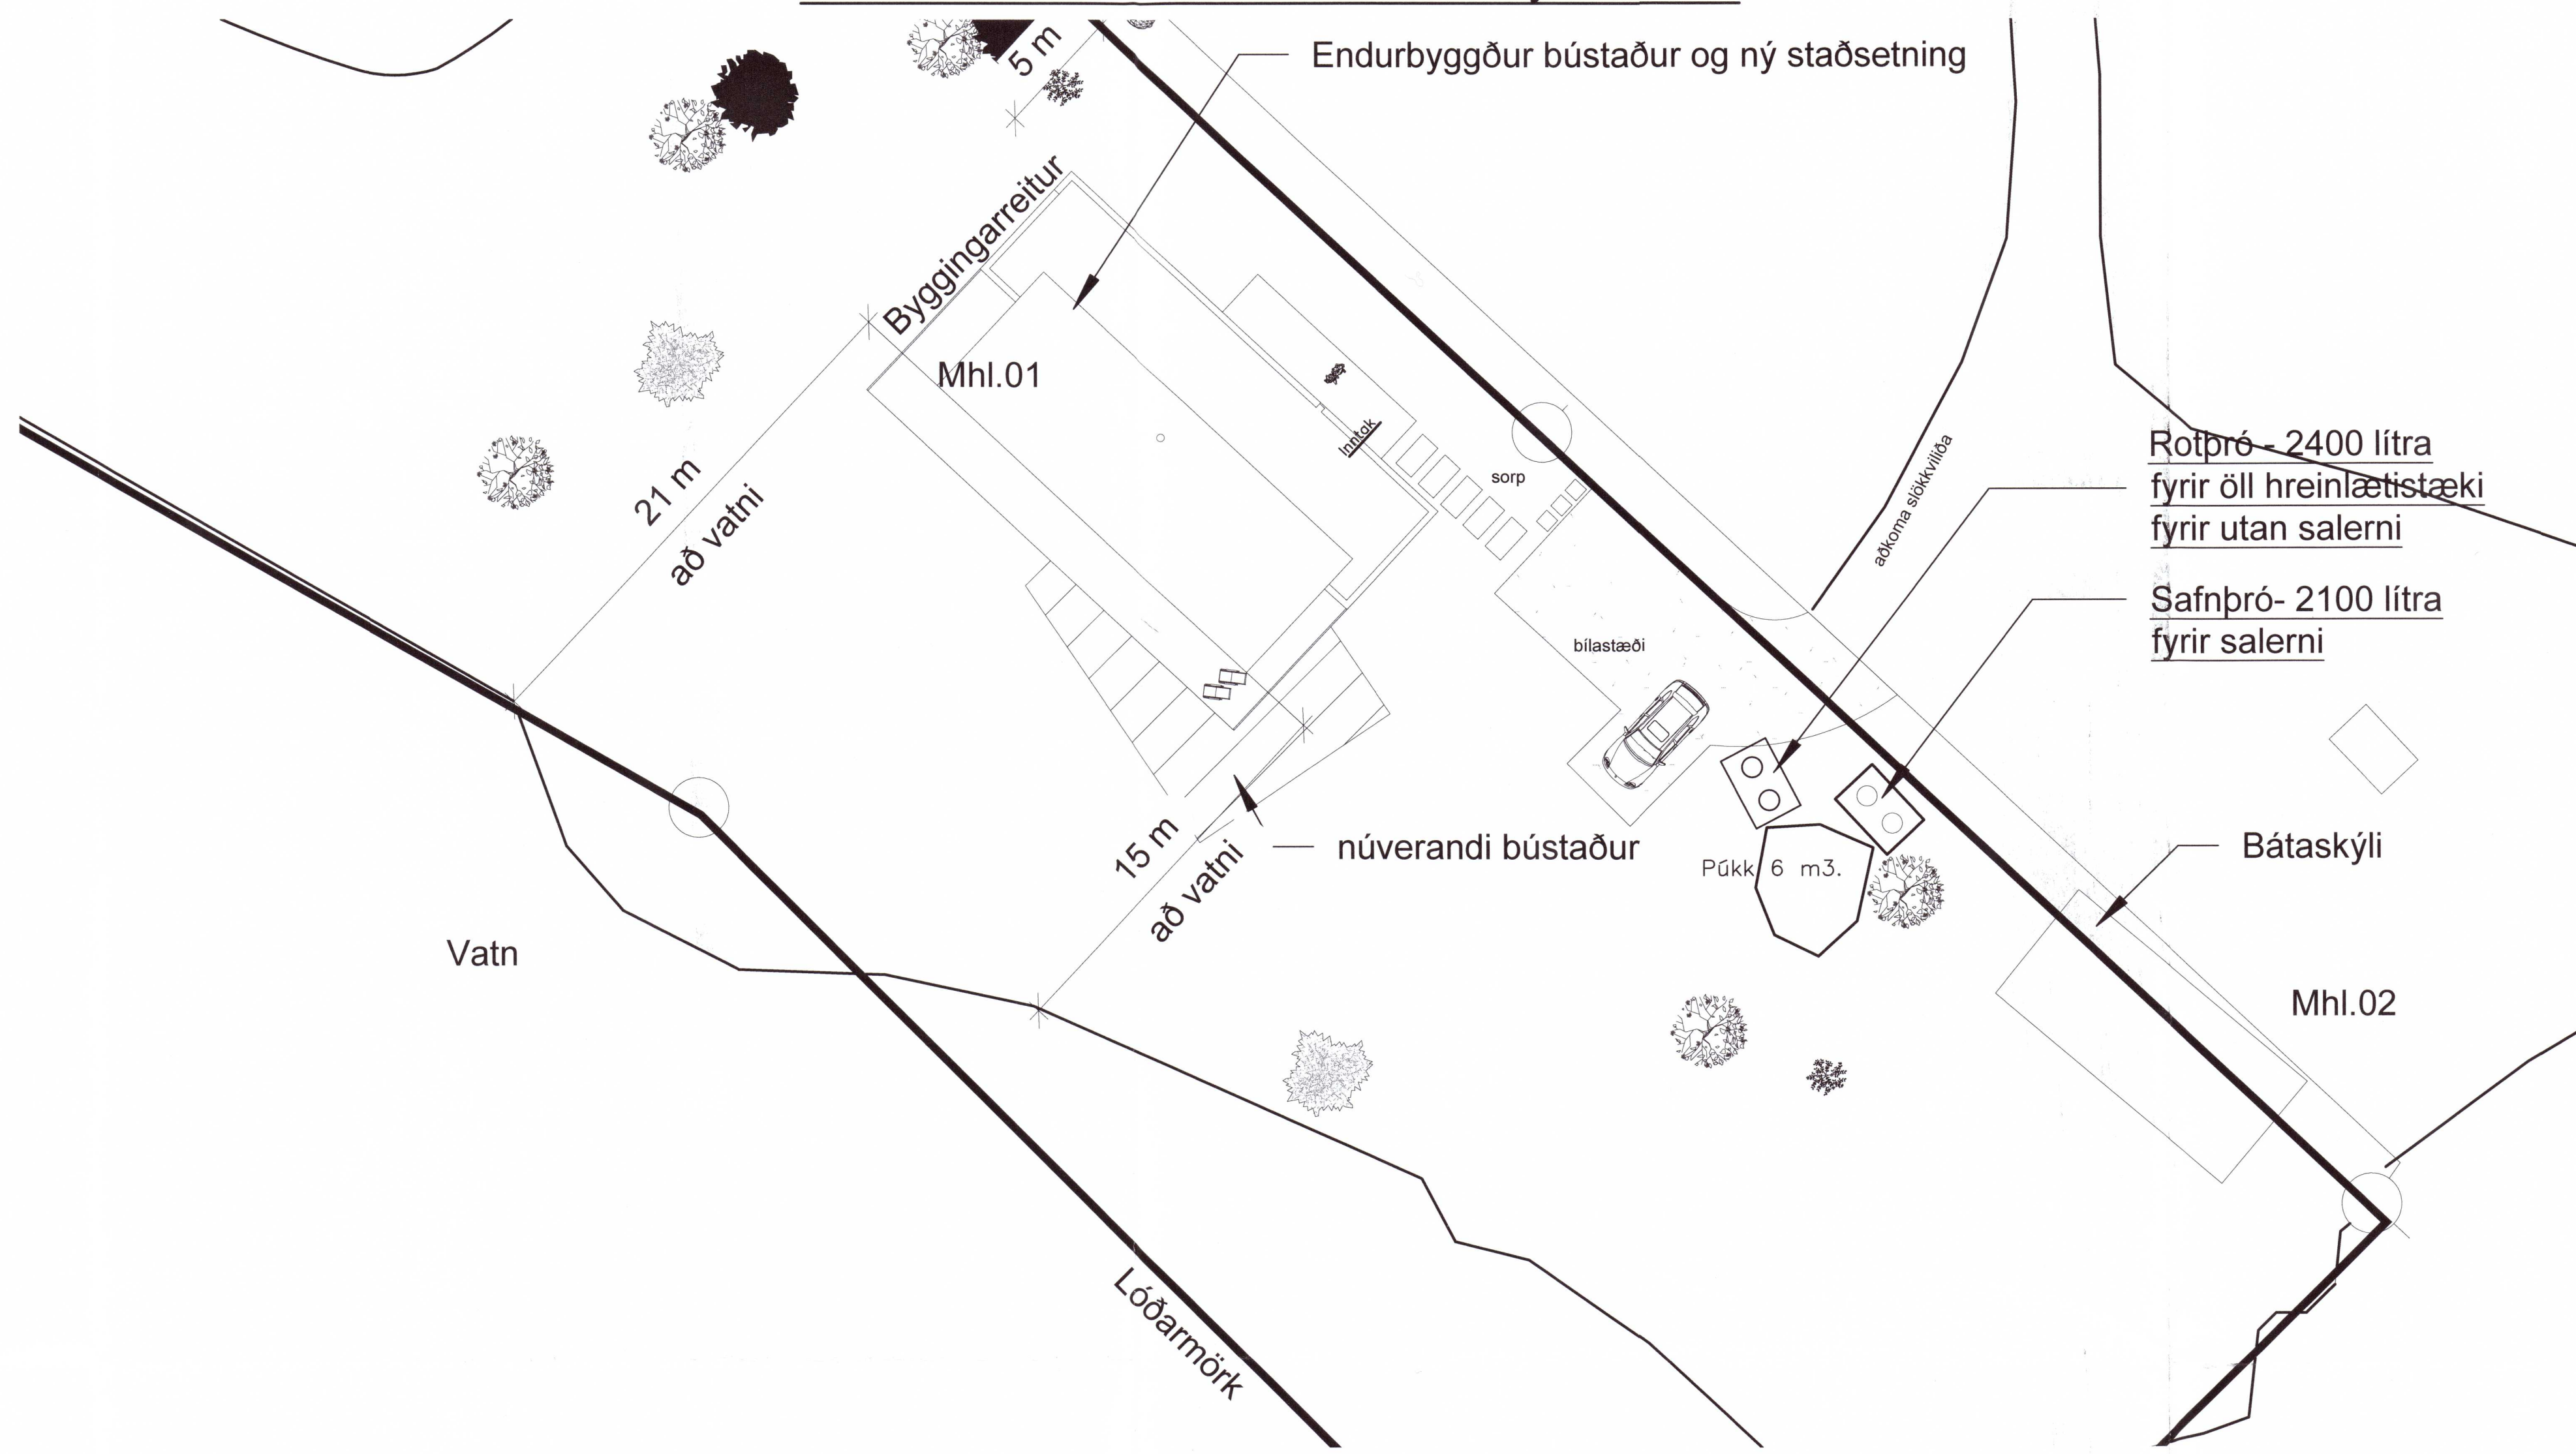 5 m
Endurbyggður bústaður og ný staðsetning
Byggingarreitur
Mhl.01
21 m
að vatni
Inntak
sorp
aðkoma slökkviliða
Rotþró - 2400 lítra
fyrir öll hreinlætistæki
fyrir utan salerni
Safnþró- 2100 lítra
fyrir salerni
bílastæði
15 m
að vatni
núverandi bústaður
Púkk 6 m3.
Bátaskýli
Vatn
Mhl.02
Lóðarmörk